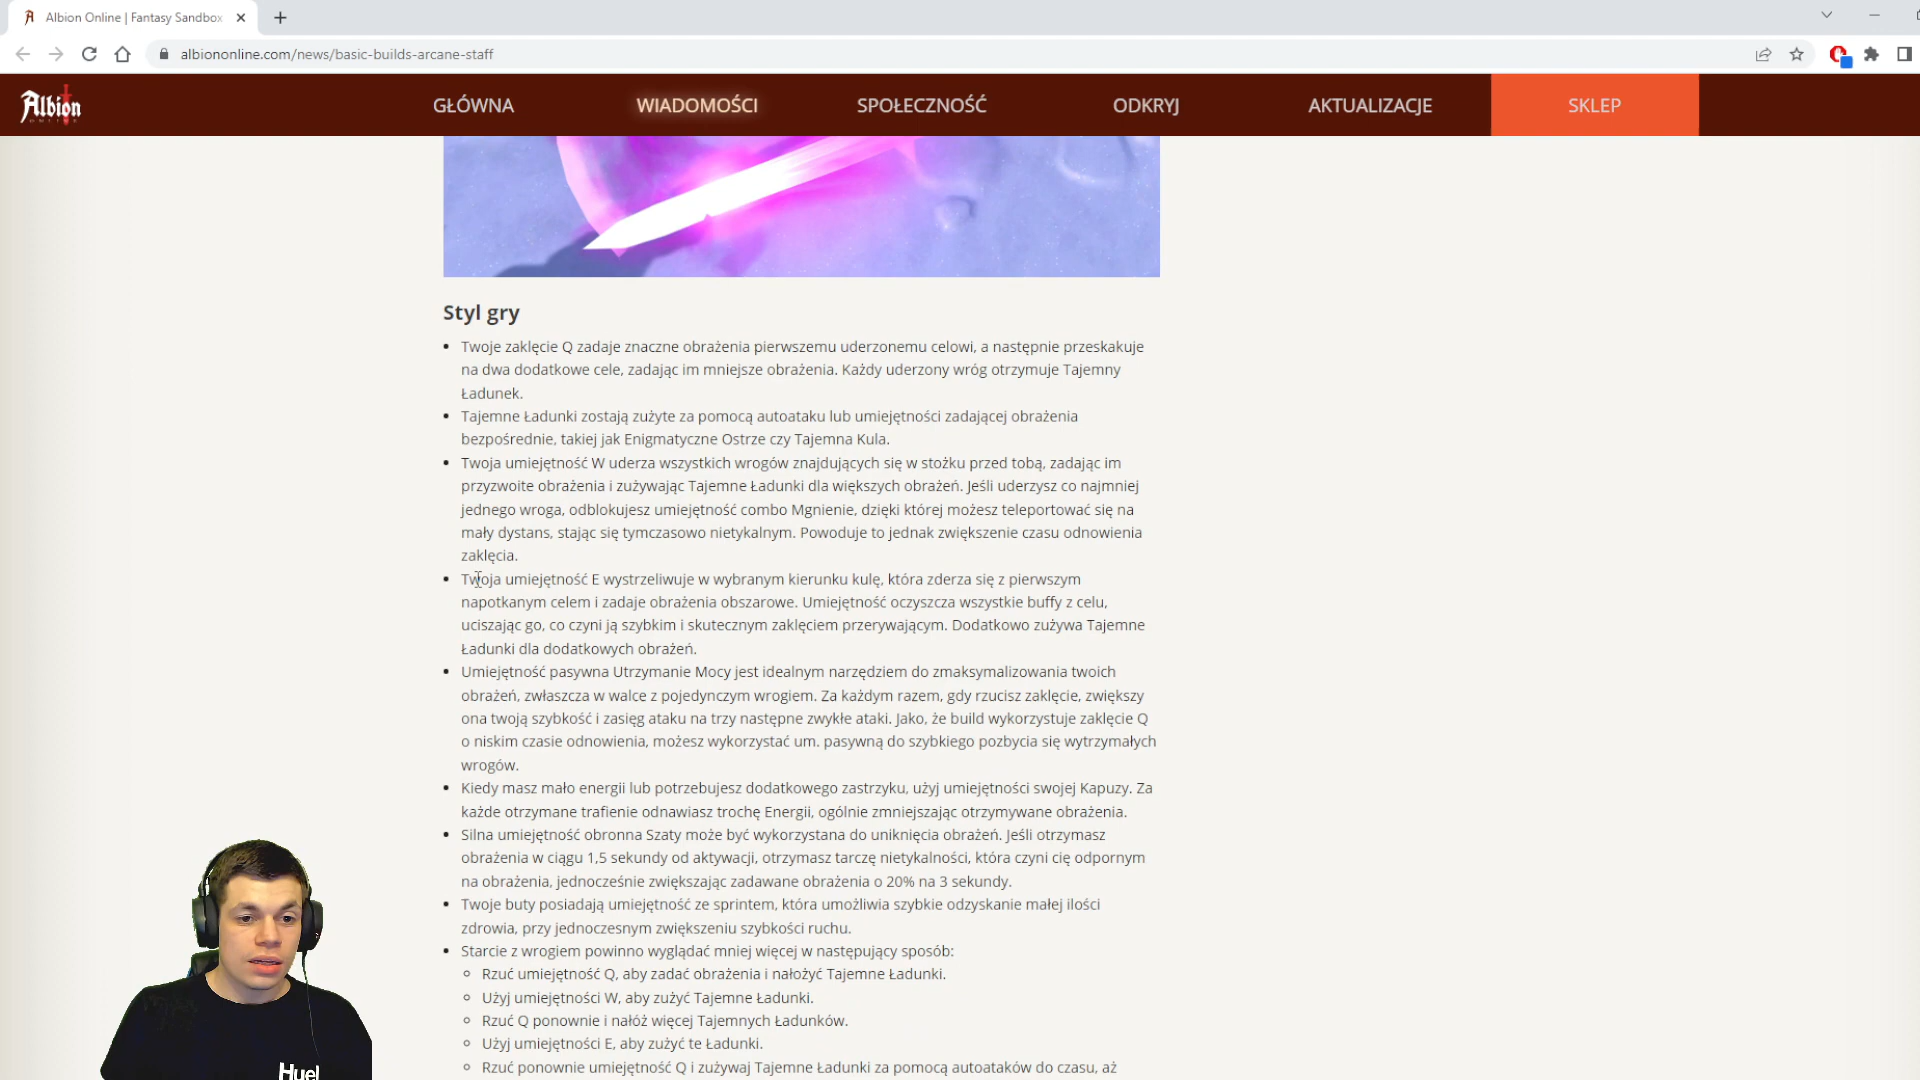 Albion Online | Fantasy Sandbox
albiononline.com/news/basic-builds-arcane-staff
Albion
ONLINE
GŁÓWNA
WIADOMOŚCI
SPOŁECZNOŚĆ
ODKRYJ
AKTUALIZACJE
SKLEP
Styl gry
Twoje zaklęcie Q zadaje znaczne obrażenia pierwszemu uderzonemu celowi, a następnie przeskakuje
na dwa dodatkowe cele, zadając im mniejsze obrażenia. Każdy uderzony wróg otrzymuje Tajemny
Ładunek.
Tajemne Ładunki zostają zużyte za pomocą autoataku lub umiejętności zadającej obrażenia
bezpośrednie, takiej jak Enigmatyczne Ostrze czy Tajemna Kula.
Twoja umiejętność W uderza wszystkich wrogów znajdujących się w stożku przed tobą, zadając im
przyzwoite obrażenia i zużywając Tajemne Ładunki dla większych obrażeń. Jeśli uderzysz co najmniej
jednego wroga, odblokujesz umiejętność combo Mgnienie, dzięki której możesz teleportować się na
mały dystans, stając się tymczasowo nietykalnym. Powoduje to jednak zwiększenie czasu odnowienia
zaklęcia.
Twoja umiejętność E wystrzeliwuje w wybranym kierunku kulę, która zderza się z pierwszym
napotkanym celem i zadaje obrażenia obszarowe. Umiejętność oczyszcza wszystkie buffy z celu,
uciszając go, co czyni ją szybkim i skutecznym zaklęciem przerywającym. Dodatkowo zużywa Tajemne
Ładunki dla dodatkowych obrażeń.
Umiejętność pasywna Utrzymanie Mocy jest idealnym narzędziem do zmaksymalizowania twoich
obrażeń, zwłaszcza w walce z pojedynczym wrogiem. Za każdym razem, gdy rzucisz zaklęcie, zwiększy
ona twoją szybkość i zasięg ataku na trzy następne zwykłe ataki. Jako, że build wykorzystuje zaklęcie Q
o niskim czasie odnowienia, możesz wykorzystać um. pasywną do szybkiego pozbycia się wytrzymałych
wrogów.
Kiedy masz mało energii lub potrzebujesz dodatkowego zastrzyku, użyj umiejętności swojej Kapuzy. Za
każde otrzymane trafienie odnawiasz trochę Energii, ogólnie zmniejszając otrzymywane obrażenia.
Silna umiejętność obronna Szaty może być wykorzystana do uniknięcia obrażeń. Jeśli otrzymasz
obrażenia w ciągu 1,5 sekundy od aktywacji, otrzymasz tarczę nietykalności, która czyni cię odpornym
na obrażenia, jednocześnie zwiększając zadawane obrażenia o 20% na 3 sekundy.
Twoje buty posiadają umiejętność ze sprintem, która umożliwia szybkie odzyskanie małej ilości
zdrowia, przy jednoczesnym zwiększeniu szybkości ruchu.
Starcie z wrogiem powinno wyglądać mniej więcej w następujący sposób:
Rzuć umiejętność Q, aby zadać obrażenia i nałożyć Tajemne Ładunki.
Użyj umiejętności W, aby zużyć Tajemne Ładunki.
Rzuć Q ponownie i nałóż więcej Tajemnych Ładunków.
Użyj umiejętności E, aby zużyć te Ładunki.
Rzuć ponownie umiejętność Q i zużywaj Tajemne Ładunki za pomocą autoataków do czasu, aż
Huel